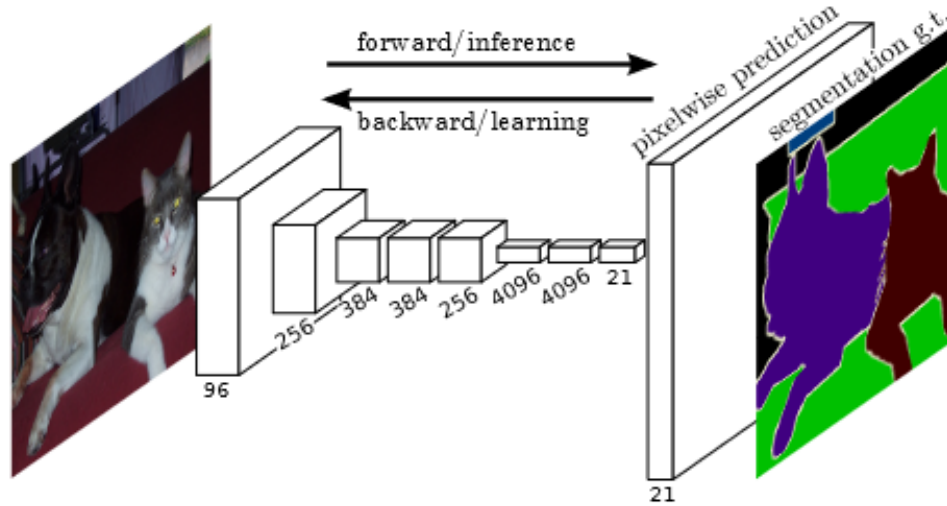 forward/inference
backward/learning
pixelwise prediction
segmentation g.t.
96
256
384
384
256
4096
4096
21
21